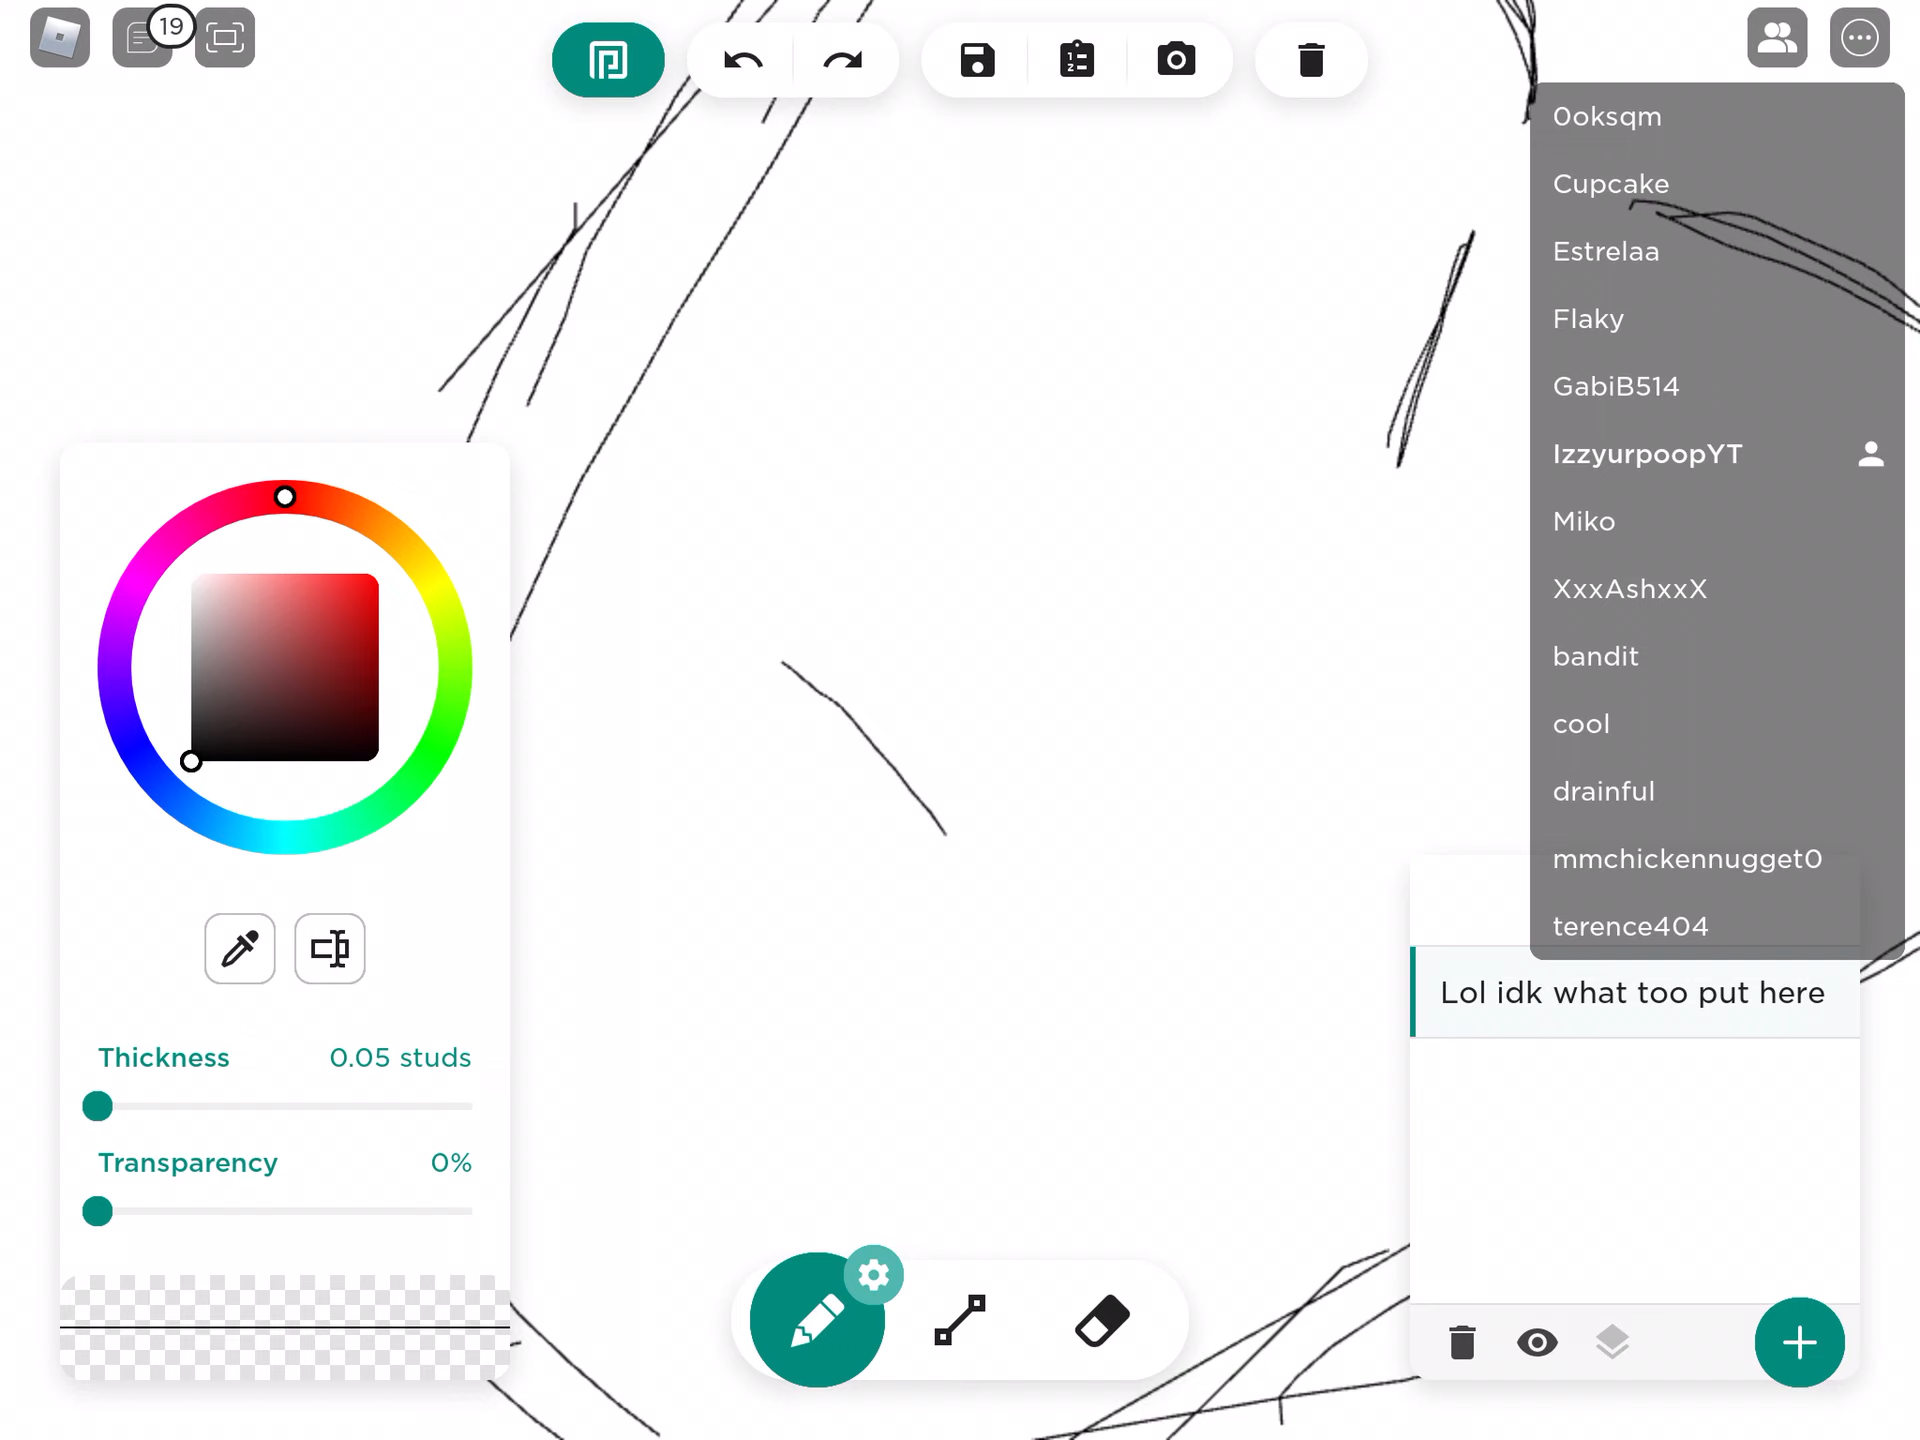 19
0oksqm
Cupcake
Estrelaa
Flaky
GabiB514
IzzyurpoopYT
Miko
XxxAshxxX
bandit
cool
drainful
mmchickennugget0
terence404
Lol idk what too put here
Thickness 0.05 studs
Transparency 0%